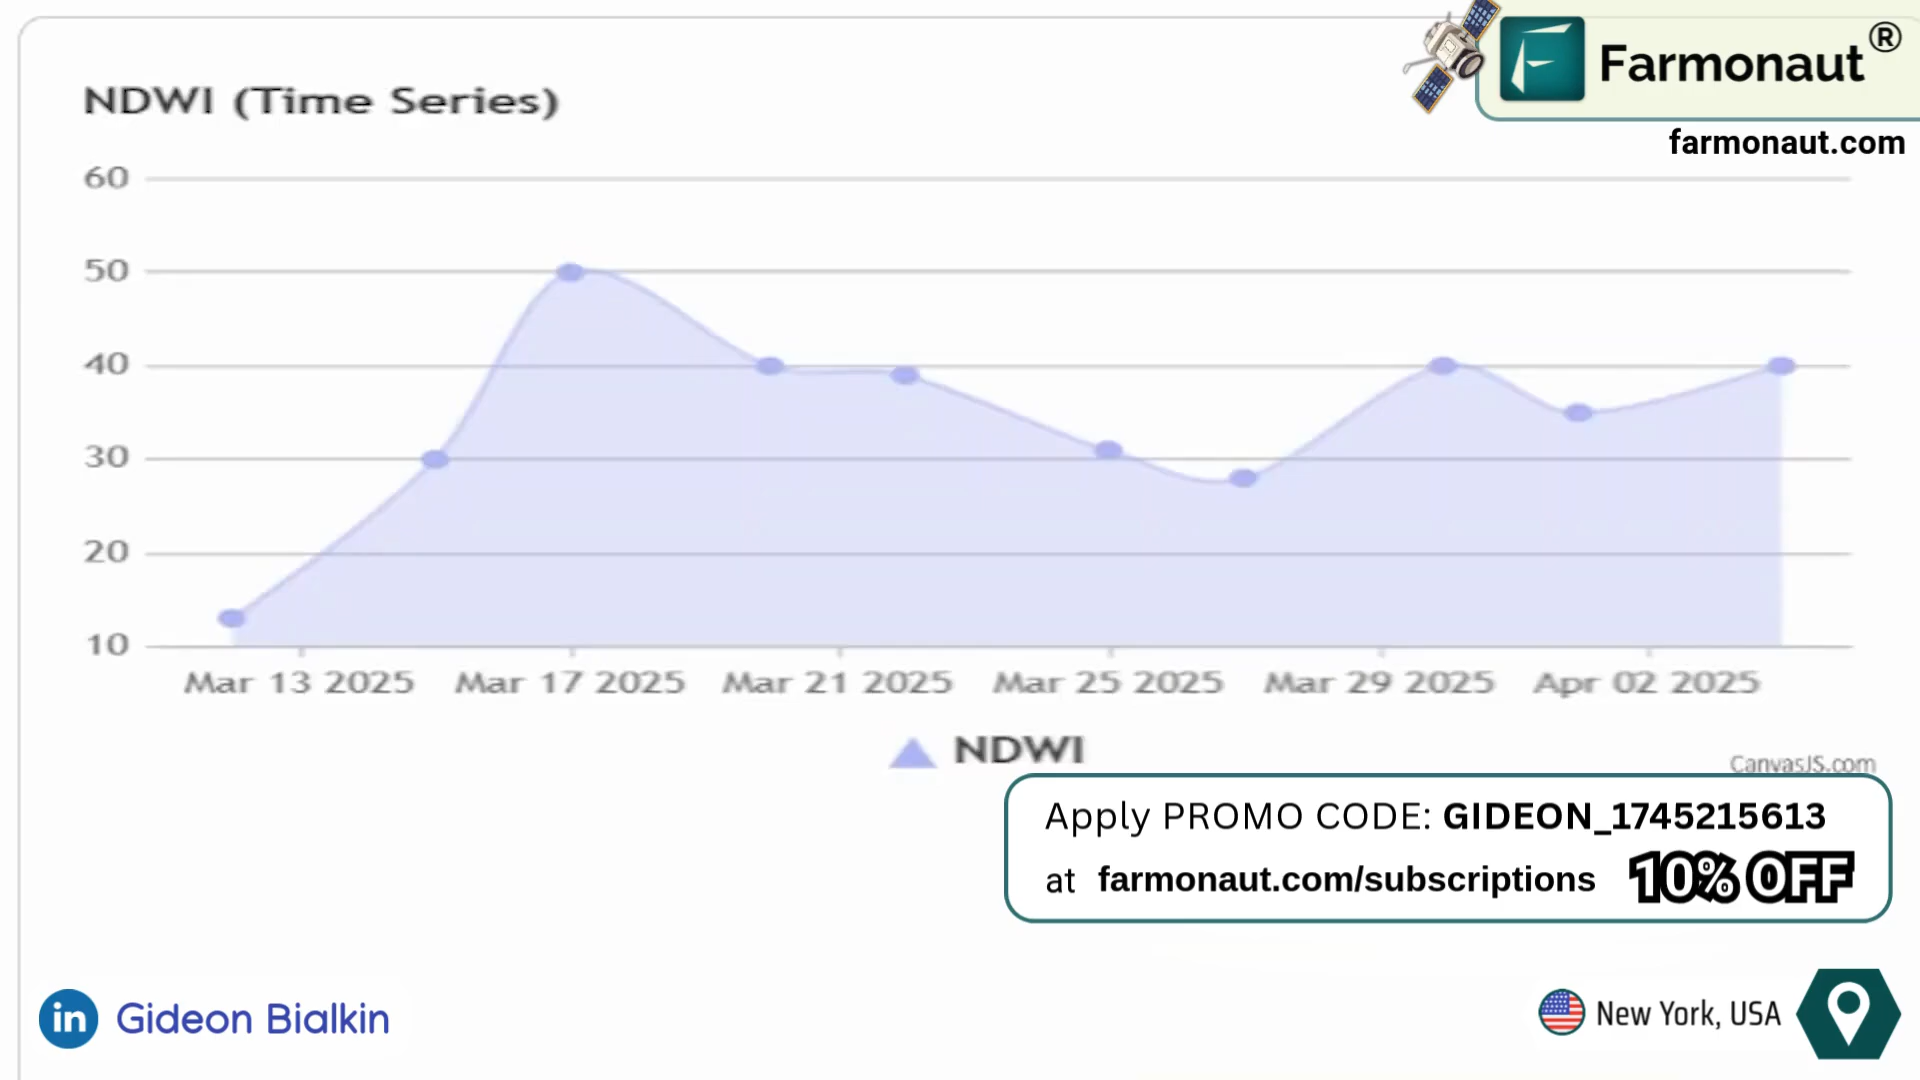 Farmonaut®
farmonaut.com
NDWI (Time Series)
60
50
40
30
20
10
Mar 13 2025 Mar 17 2025 Mar 21 2025 Mar 25 2025 Mar 29 2025 Apr 02 2025
NDWI
CanvasJS.com
Apply PROMO CODE: GIDEON_1745215613
at farmonaut.com/subscriptions 10% OFF
in Gideon Bialkin
New York, USA